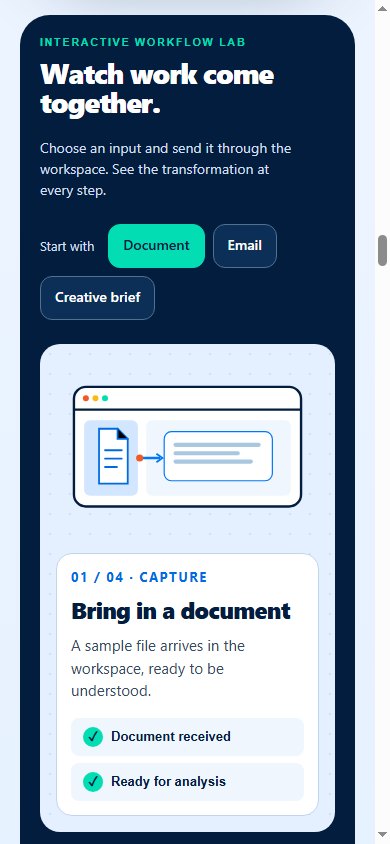 INTERACTIVE WORKFLOW LAB
Watch work come
together.
Choose an input and send it through the
workspace. See the transformation at
every step.
Start with
Document
Email
Creative brief
01 / 04 · CAPTURE
Bring in a document
A sample file arrives in the
workspace, ready to be
understood.
Document received
Ready for analysis